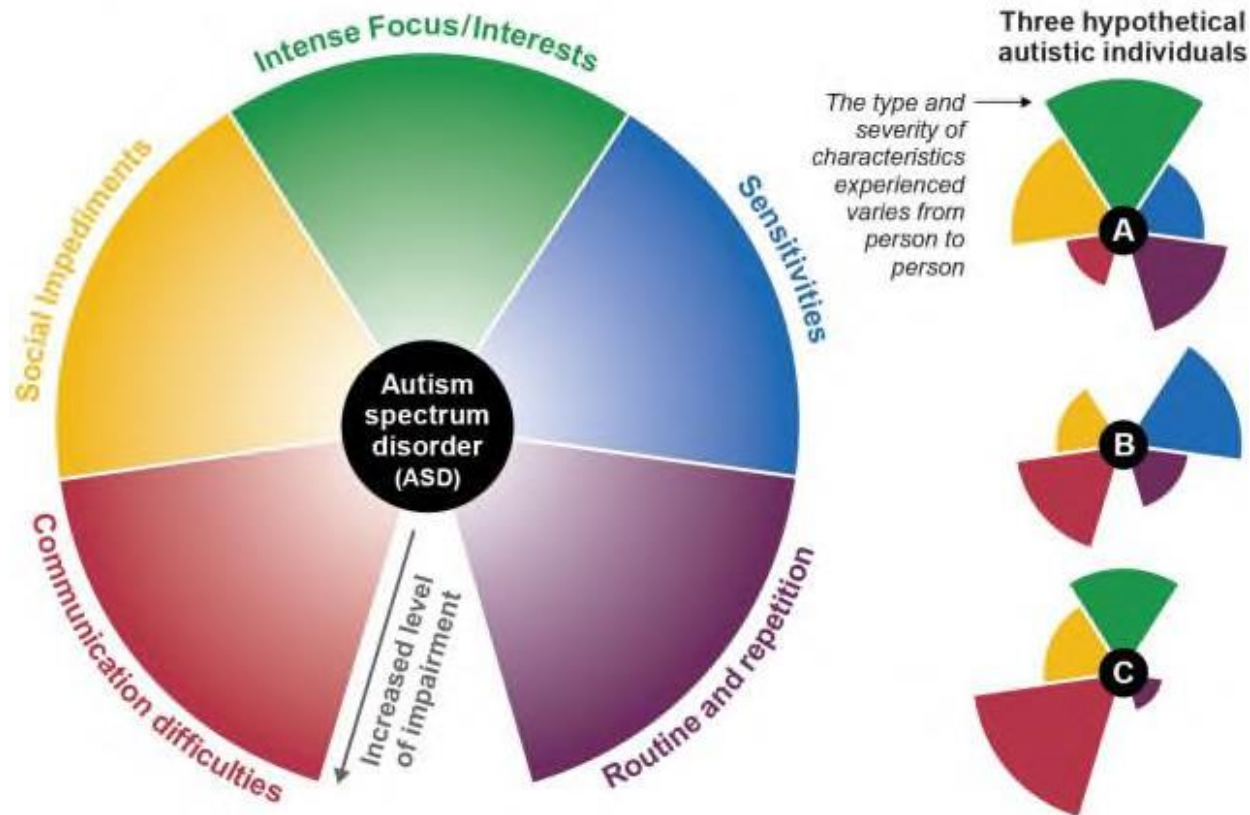 Intense Focus/Interests
Social Impediments
Sensitivities
Communication difficulties
Routine and repetition
Autism
spectrum
disorder
(ASD)
Increased level
of impairment
Three hypothetical
autistic individuals
The type and
severity of
characteristics
experienced
varies from
person to
person
A
B
C